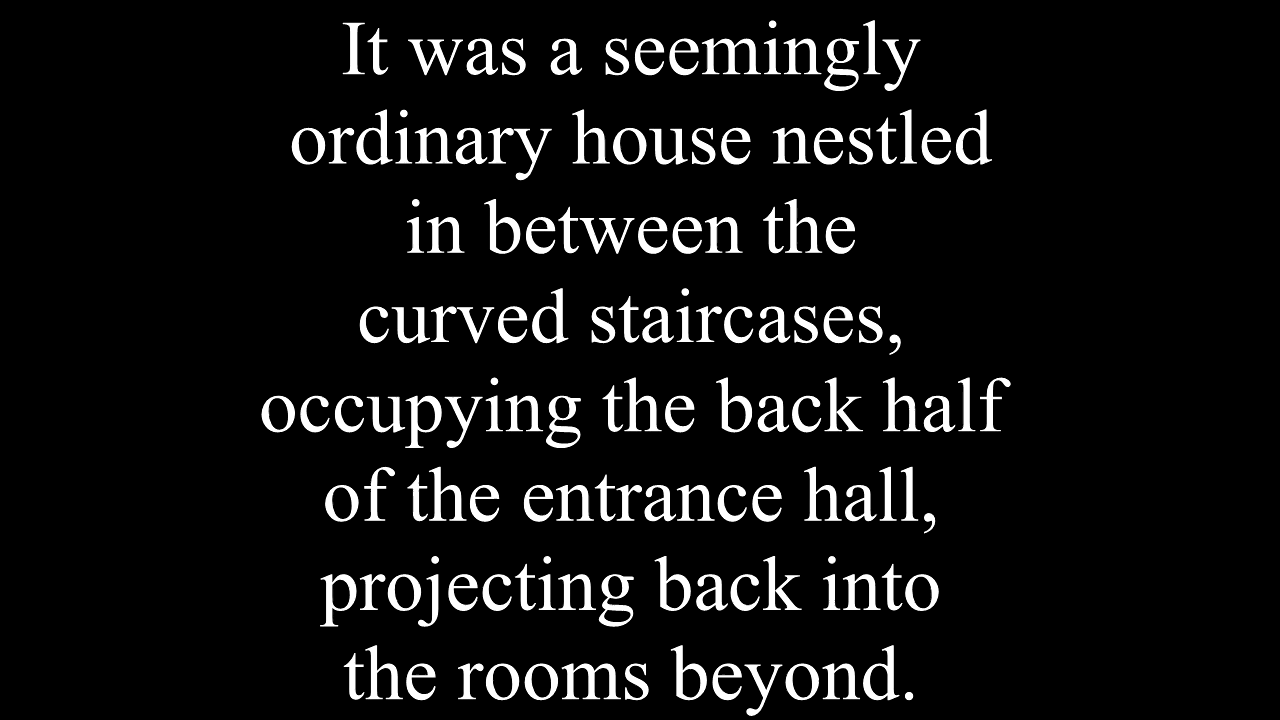 It was a seemingly
ordinary house nestled
in between the
curved staircases,
occupying the back half
of the entrance hall,
projecting back into
the rooms beyond.